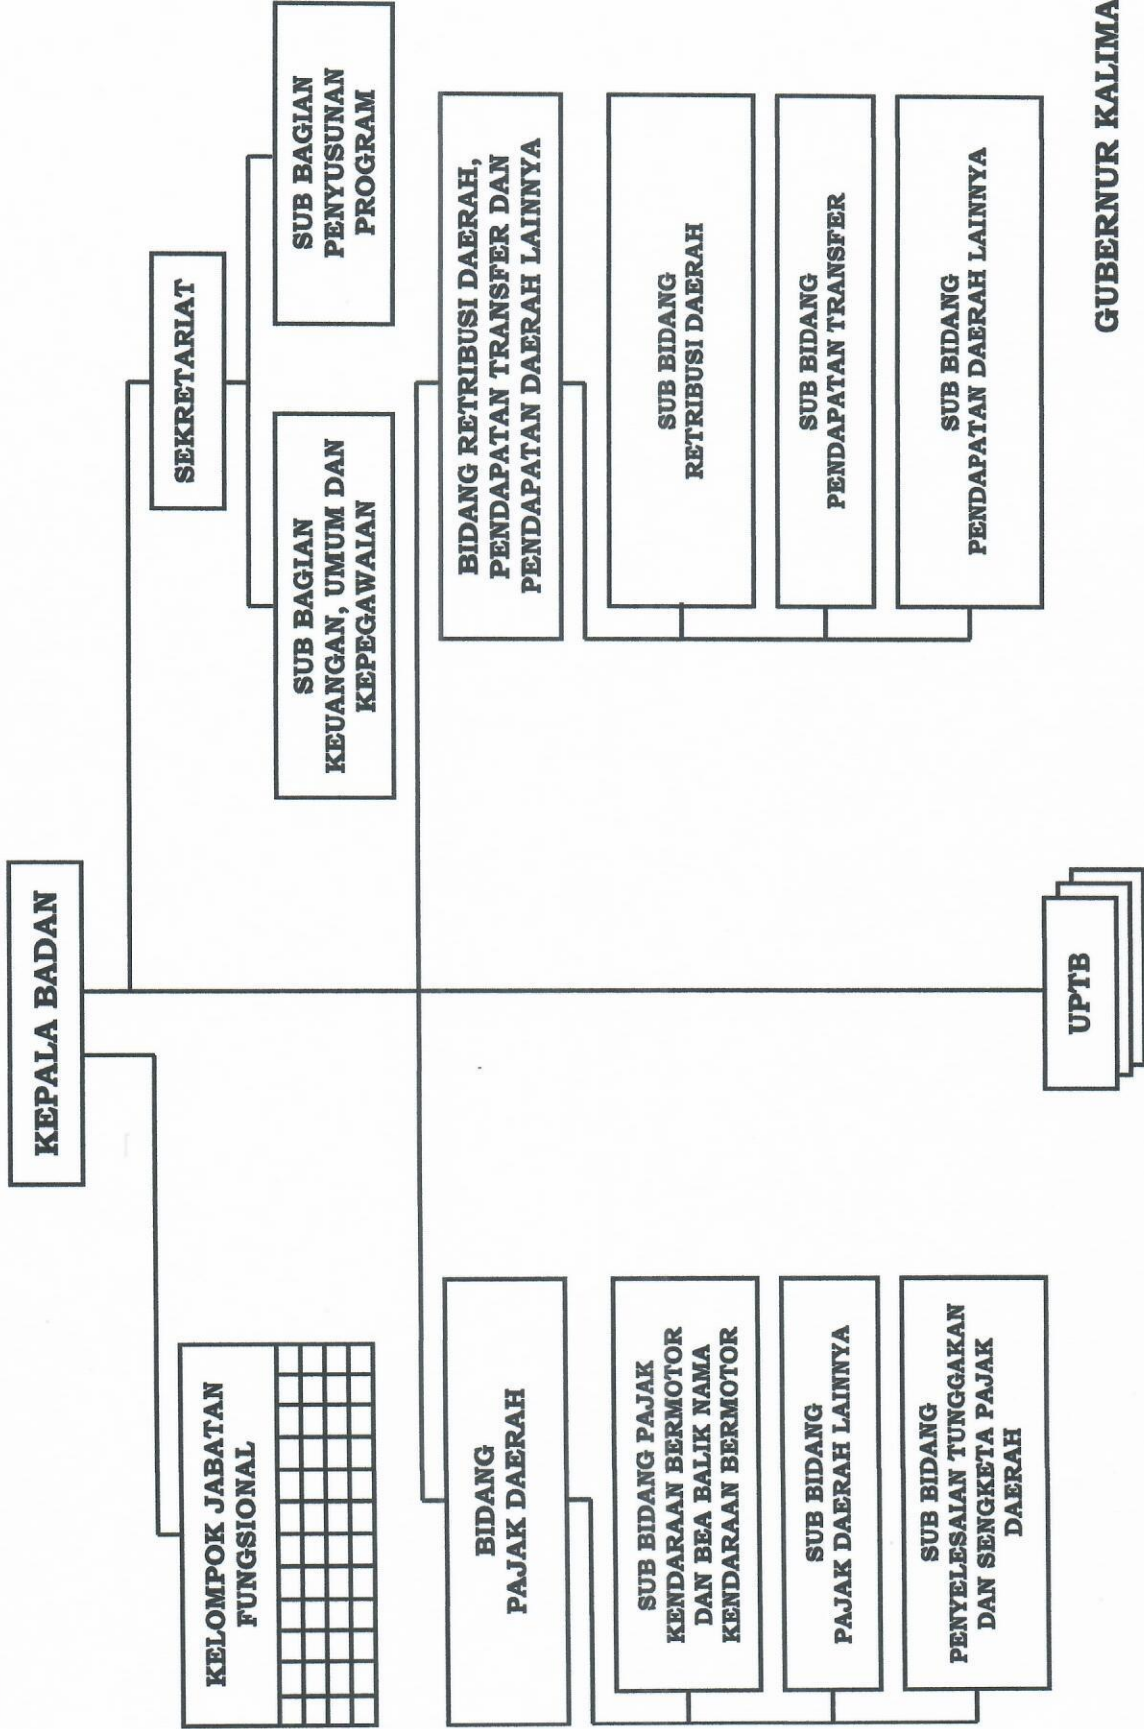 KEPALA BADAN
KELOMPOK JABATAN
FUNGSIONAL
SEKRETARIAT
SUB BAGIAN
KEUANGAN, UMUM DAN
KEPEGAWAIAN
SUB BAGIAN
PENYUSUNAN
PROGRAM
BIDANG
PAJAK DAERAH
SUB BIDANG PAJAK
KENDARAAN BERMOTOR
DAN BEA BALIK NAMA
KENDARAAN BERMOTOR
SUB BIDANG
PAJAK DAERAH LAINNYA
SUB BIDANG
PENYELESAIAN TUNGGAKAN
DAN SENGKETA PAJAK
DAERAH
BIDANG RETRIBUSI DAERAH,
PENDAPATAN TRANSFER DAN
PENDAPATAN DAERAH LAINNYA
SUB BIDANG
RETRIBUSI DAERAH
SUB BIDANG
PENDAPATAN TRANSFER
SUB BIDANG
PENDAPATAN DAERAH LAINNYA
UPTB
GUBERNUR KALIMA